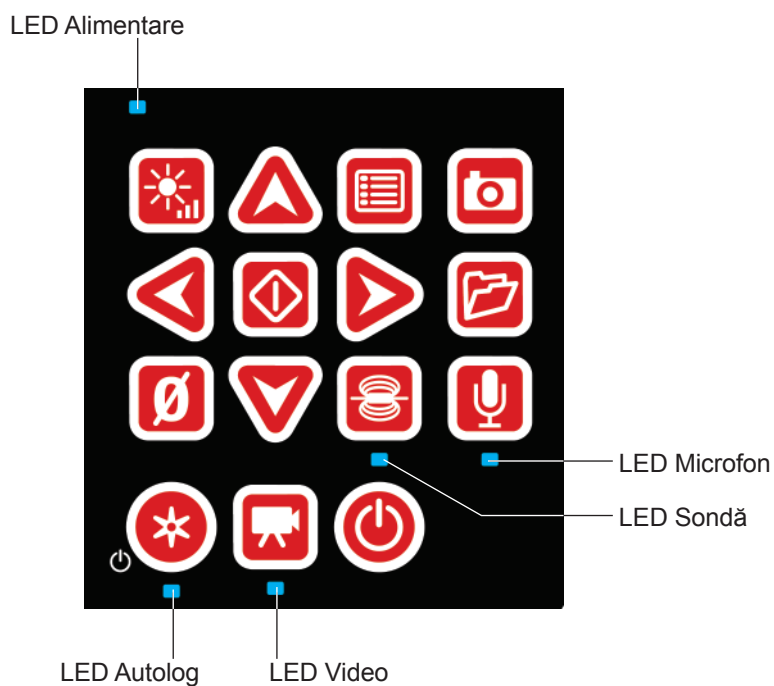 LED Alimentare
LED Microfon
LED Sondă
LED Autolog
LED Video